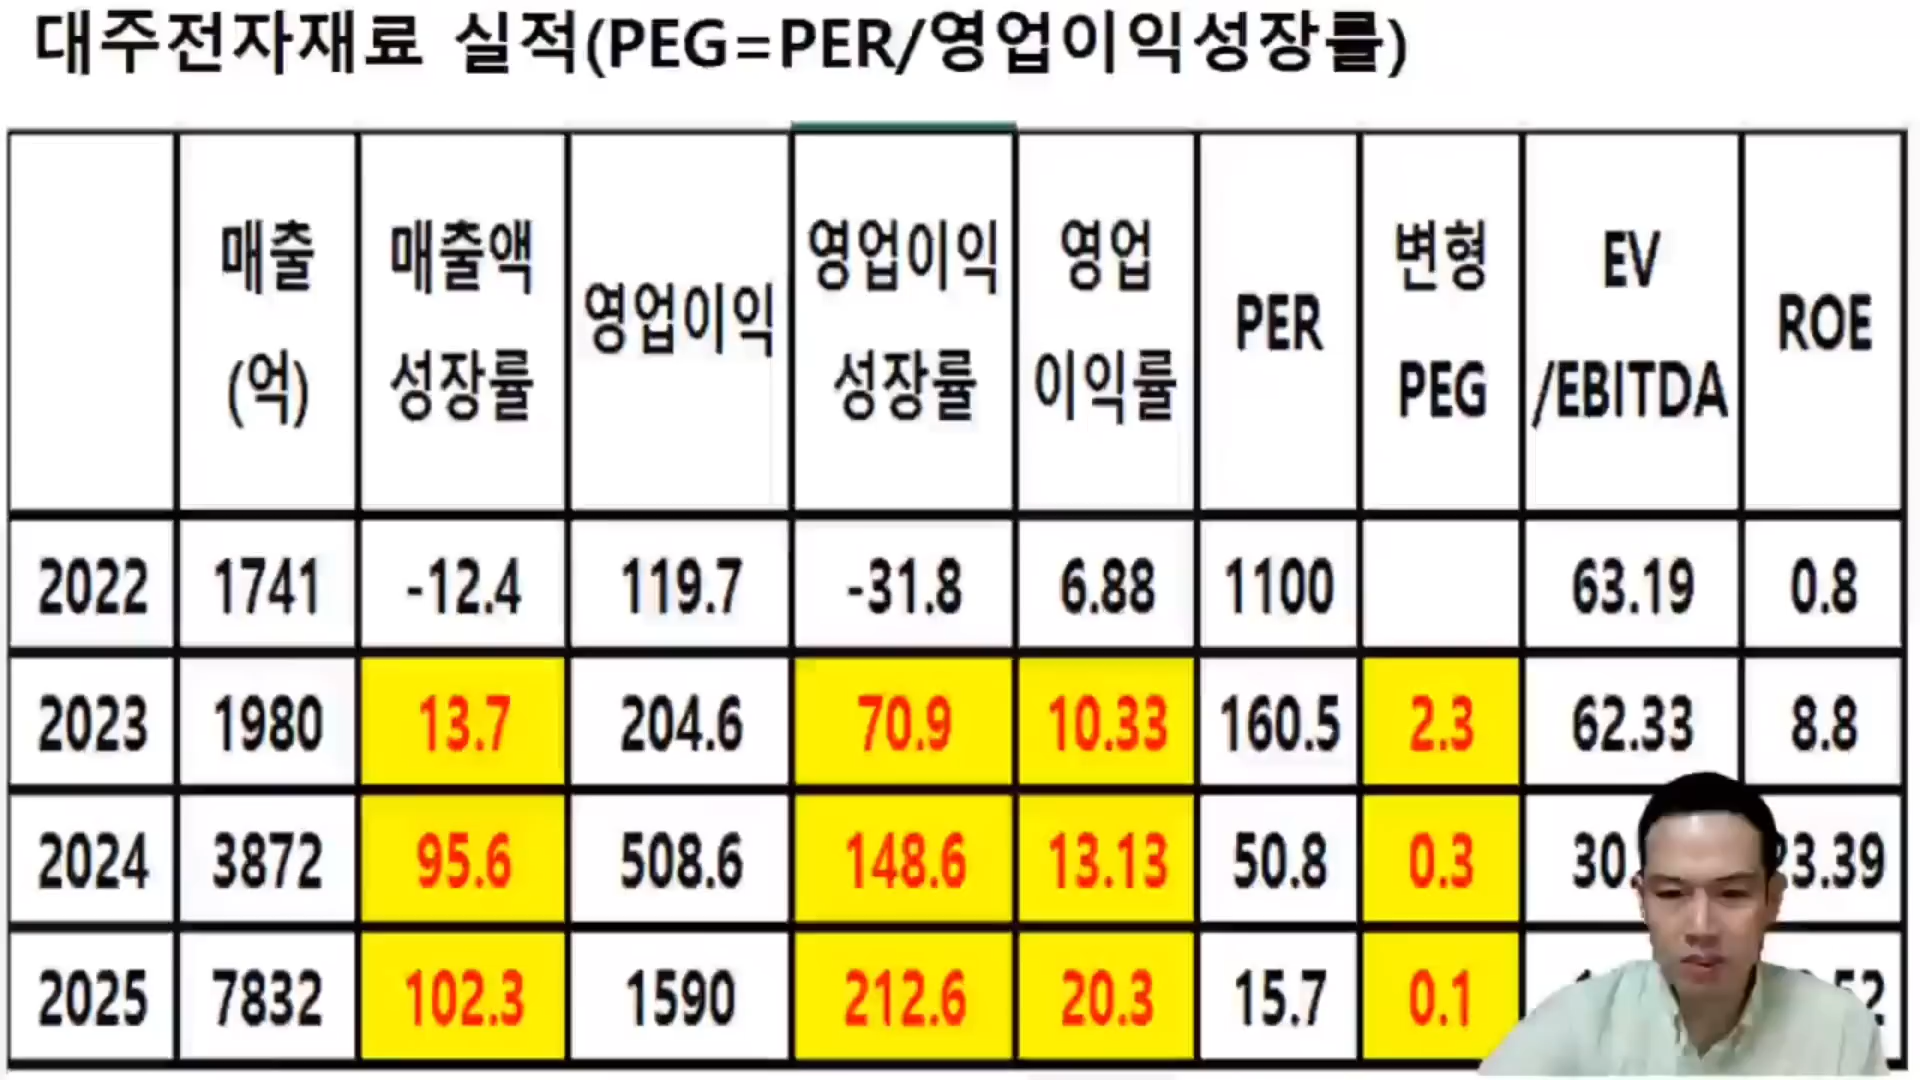 대주전자재료 실적(PEG=PER/영업이익성장률)
매출 (억) 매출액 성장률 영업이익 영업이익 성장률 영업 이익률 PER 변형 PEG EV /EBITDA ROE
2022 1741 -12.4 119.7 -31.8 6.88 1100 63.19 0.8
2023 1980 13.7 204.6 70.9 10.33 160.5 2.3 62.33 8.8
2024 3872 95.6 508.6 148.6 13.13 50.8 0.3
2025 7832 102.3 1590 212.6 20.3 15.7 0.1